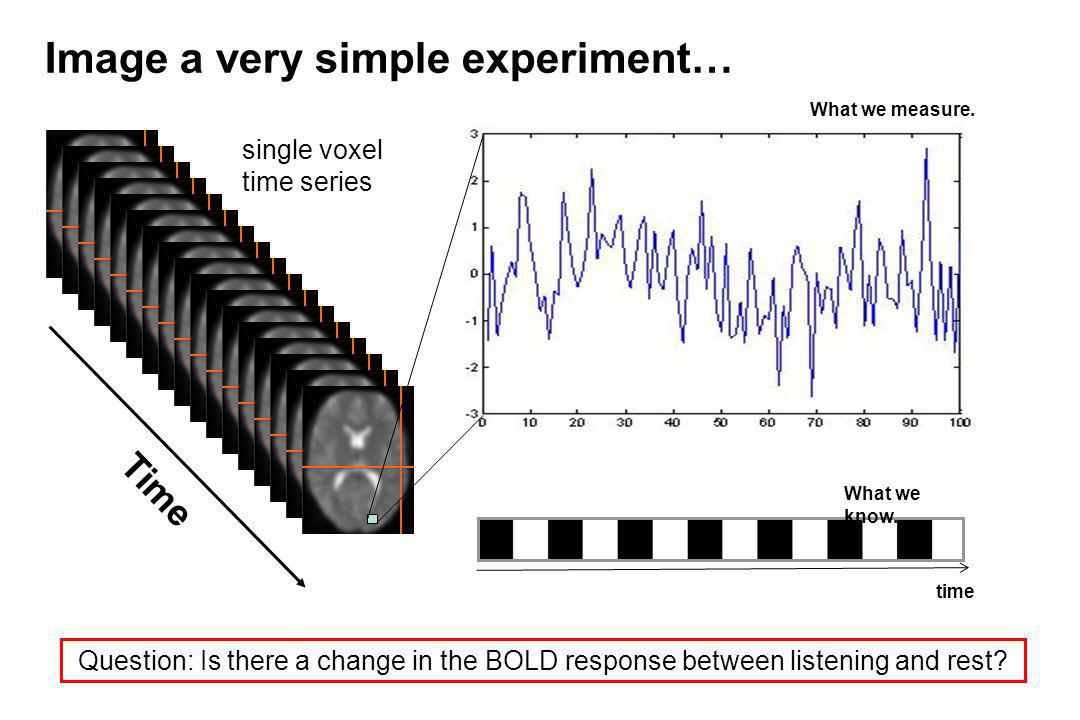 Image a very simple experiment…
What we measure.
single voxel
time series
3
2
1
0
-1
-2
-3
0 10 20 30 40 50 60 70 80 90 100
Time
What we
know.
time
Question: Is there a change in the BOLD response between listening and rest?